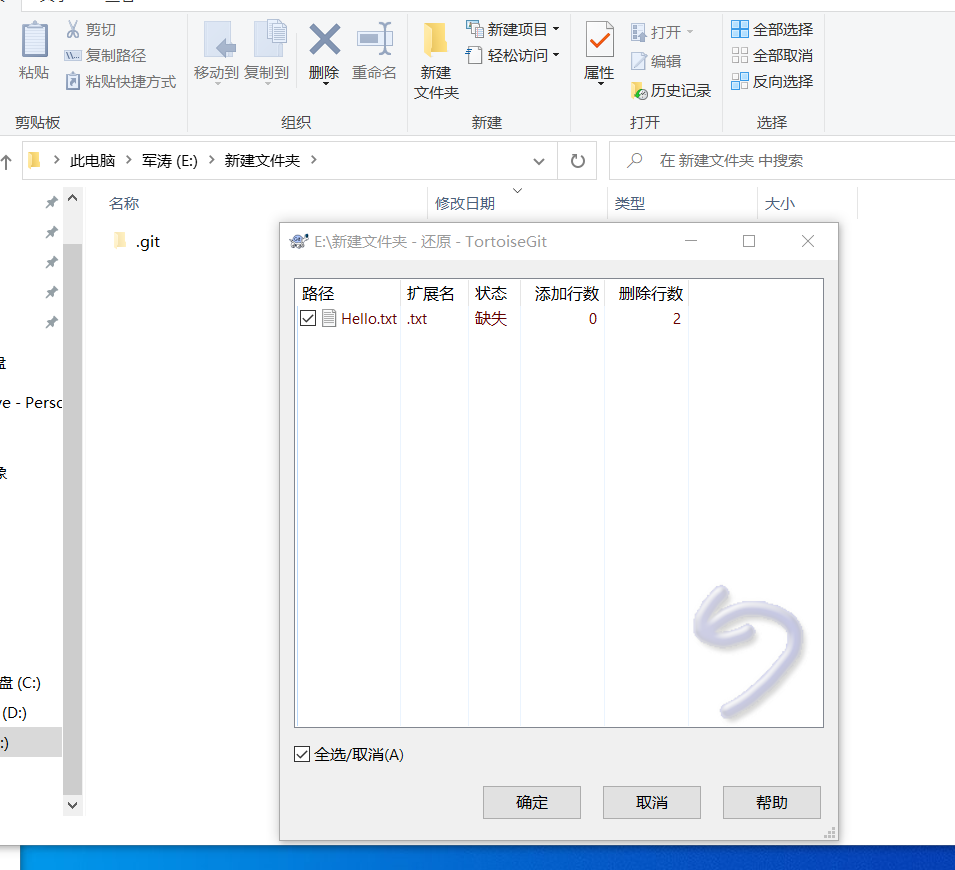 剪切
复制路径
粘贴
粘贴快捷方式
剪贴板
移动到
复制到
删除
重命名
组织
新建
文件夹
新建项目
轻松访问
新建
属性
打开
编辑
历史记录
打开
全部选择
全部取消
反向选择
选择
此电脑 > 军涛 (E:) > 新建文件夹 >
在 新建文件夹 中搜索
名称 修改日期 类型 大小
.git
盘
ve - Perso
象
盘 (C:)
(D:)
:)
E:\新建文件夹 - 还原 - TortoiseGit
路径 扩展名 状态 添加行数 删除行数
Hello.txt .txt 缺失 0 2
全选/取消(A)
确定 取消 帮助